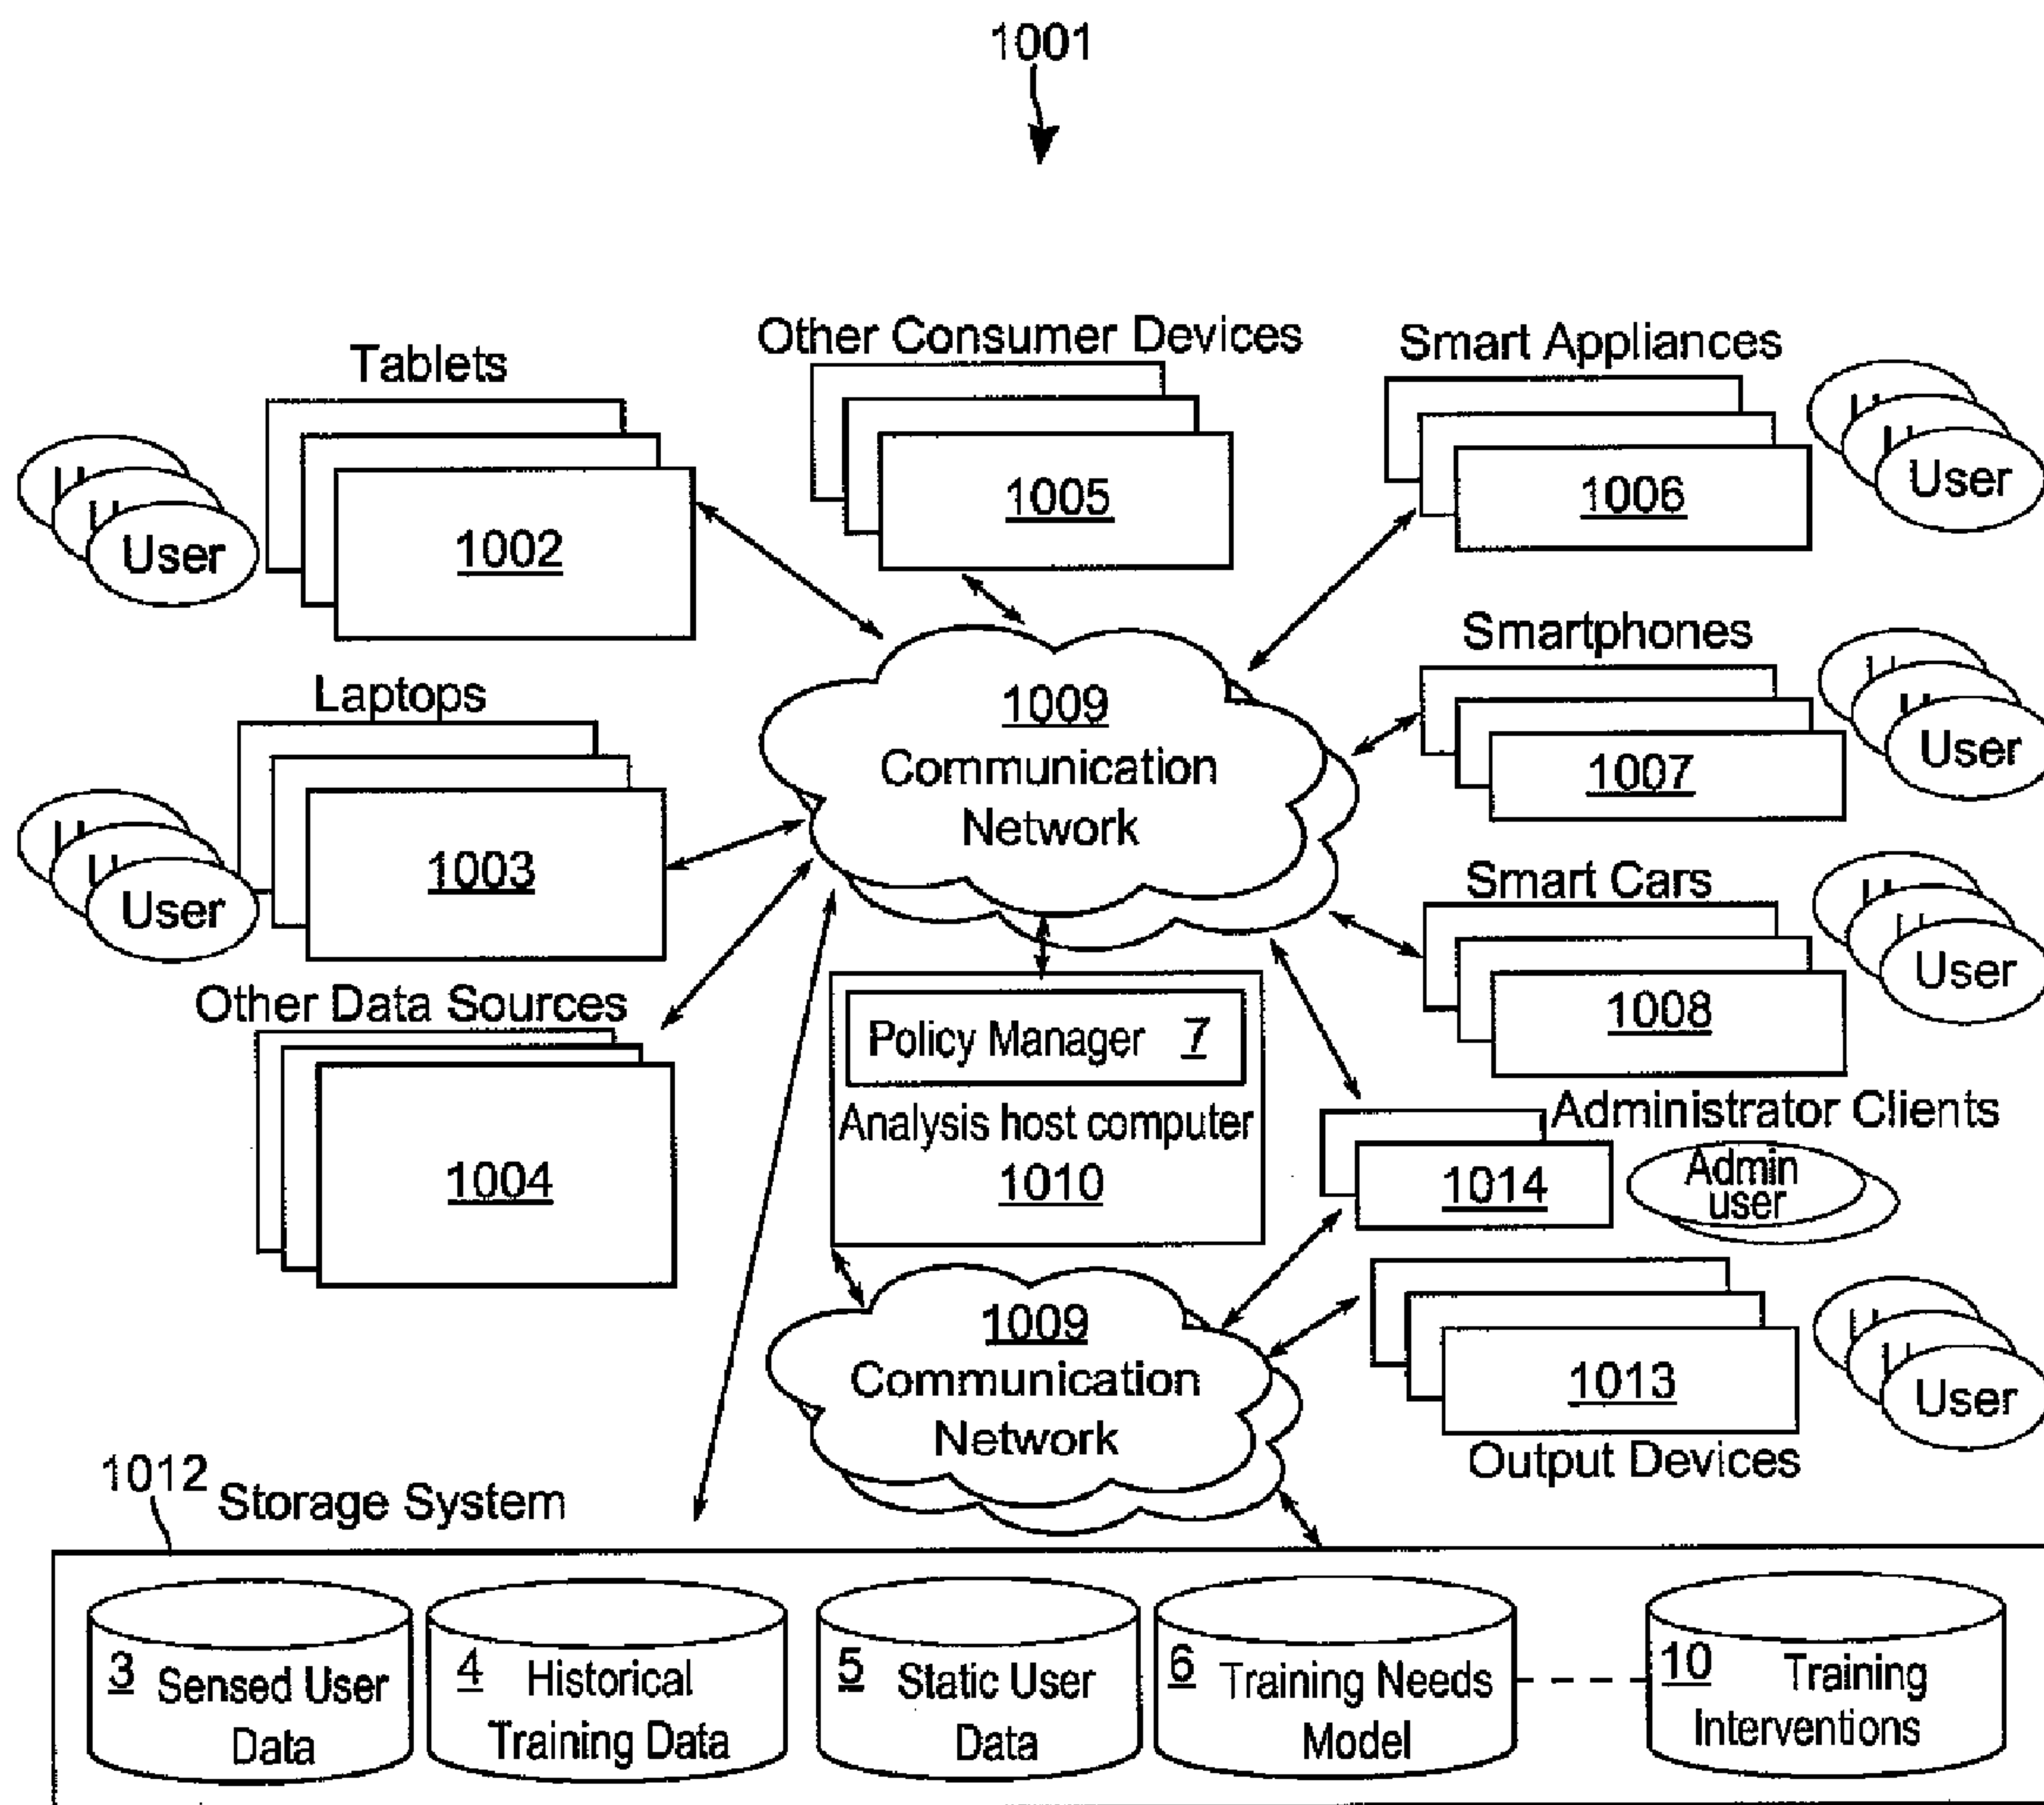 1001
Tablets
U
U
User
1002
Other Consumer Devices
1005
Smart Appliances
1006
U
U
User
Laptops
U
U
User
1003
1009
Communication
Network
Smartphones
1007
U
U
User
Smart Cars
1008
U
U
User
Other Data Sources
1004
Policy Manager 7
Analysis host computer
1010
Administrator Clients
1014
Admin
user
1009
Communication
Network
1013
Output Devices
U
U
User
1012
Storage System
3 Sensed User
Data
4 Historical
Training Data
5 Static User
Data
6 Training Needs
Model
10 Training
Interventions